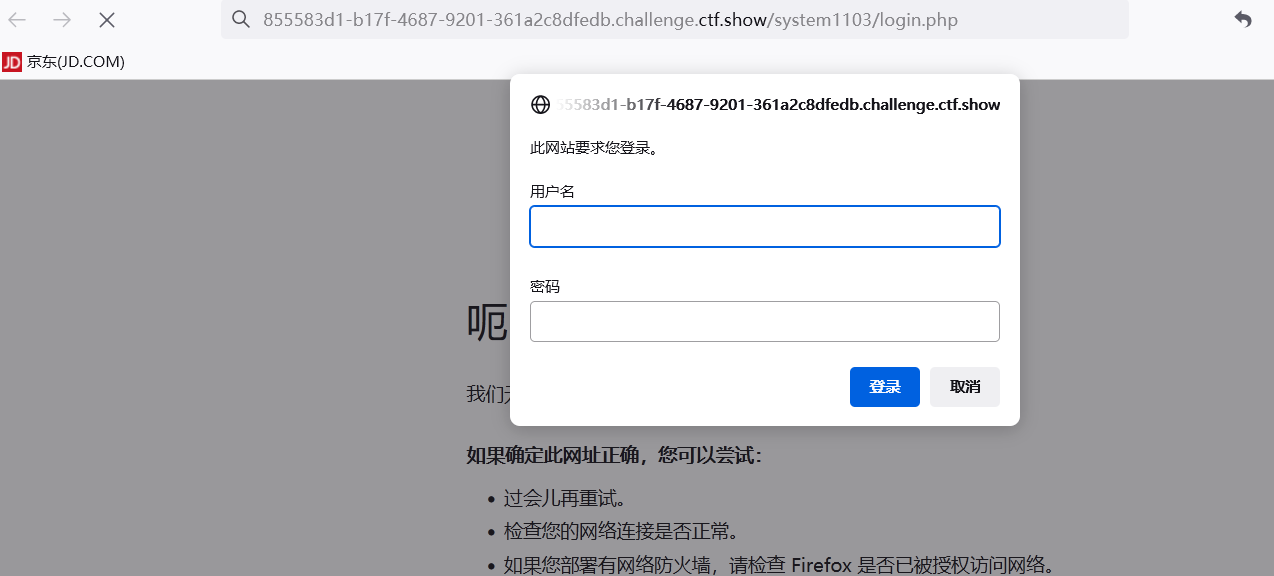 855583d1-b17f-4687-9201-361a2c8dfedb.challenge.ctf.show/system1103/login.php
JD 京东(JD.COM)
55583d1-b17f-4687-9201-361a2c8dfedb.challenge.ctf.show
此网站要求您登录。
用户名
密码
登录 取消
呃
我们
如果确定此网址正确，您可以尝试：
• 过会儿再重试。
• 检查您的网络连接是否正常。
• 如果您部署有网络防火墙，请检查 Firefox 是否已被授权访问网络。